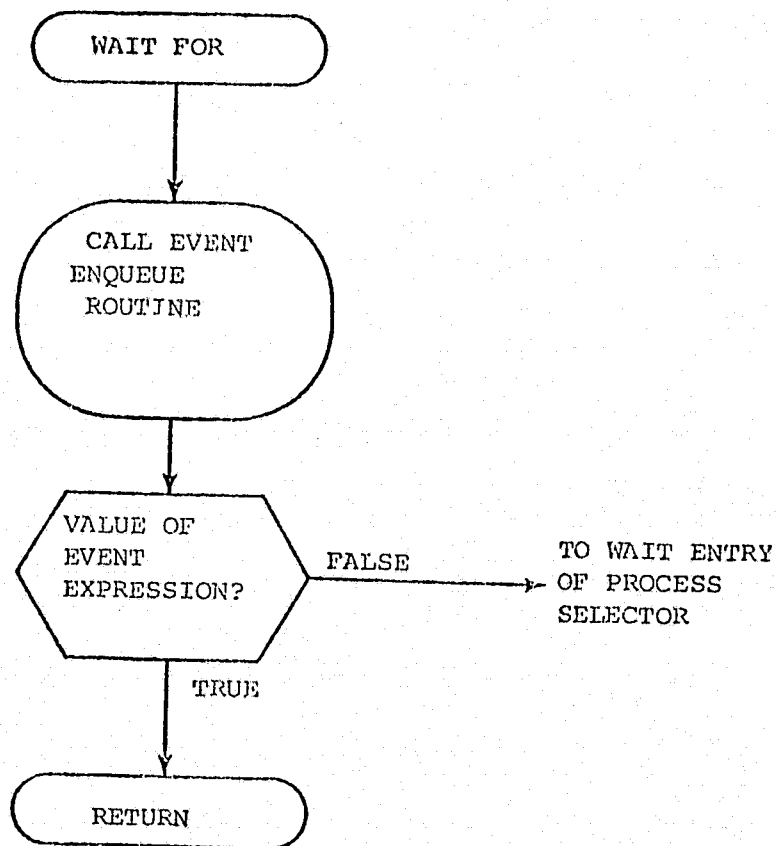 WAIT FOR
CALL EVENT
ENQUEUE
ROUTINE
VALUE OF
EVENT
EXPRESSION?
FALSE
TO WAIT ENTRY
OF PROCESS
SELECTOR
TRUE
RETURN